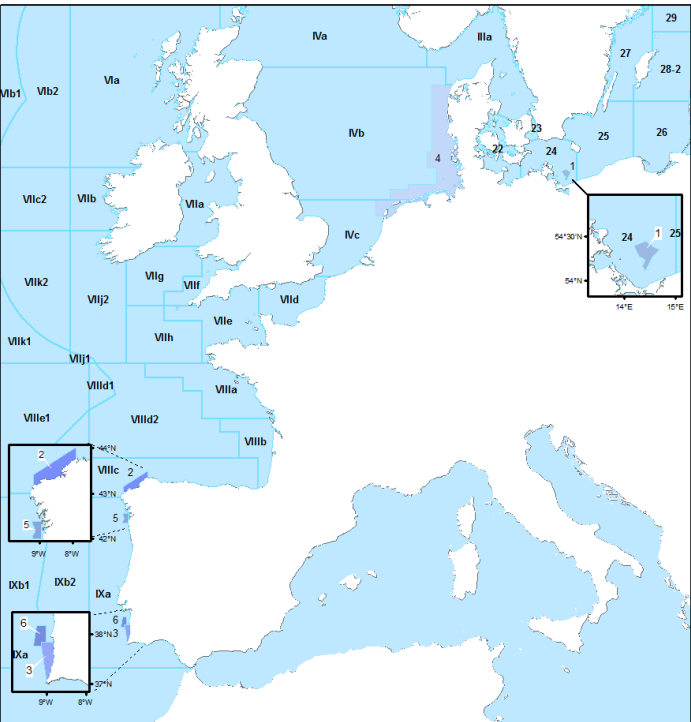 29
IVa
IIIa
27
28-2
VIa
VIb1
VIb2
IVb
23
25
26
22
24
4
1
VIIc2
VIIb
VIIa
IVc
54°30'N
24
1
25
54°N
14°E
15°E
VIIk2
VIIj2
VIIg
VIIf
VIIe
VIId
VIIh
VIIk1
VIIj1
VIIId1
VIIIa
VIIIe1
VIIId2
VIIIb
44°N
2
VIIIc
2
43°N
5
5
42°N
9°W
8°W
IXb1
IXb2
IXa
6
6
3
38°N
IXa
3
37°N
9°W
8°W